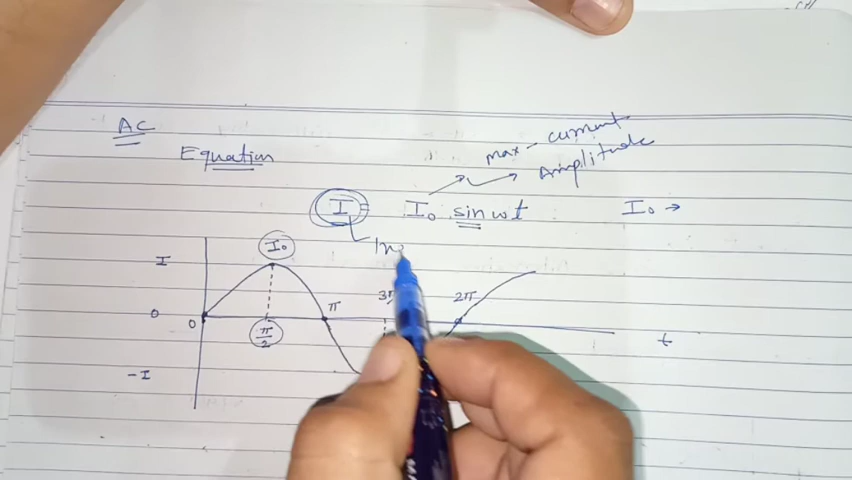 AC
Equation
max - current
Amplitude
I = I₀ sin ωt I₀ →
I I₀
0 0 π/2 π 2π
t
-I